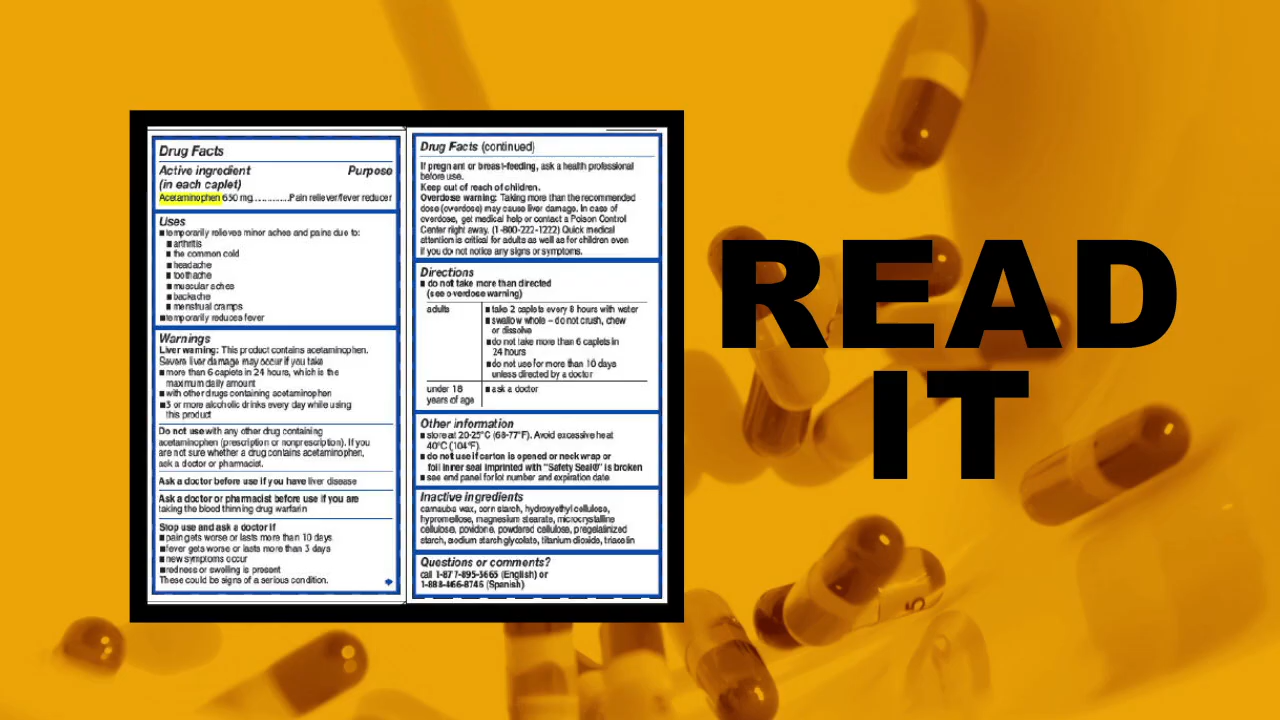 Drug Facts
Active ingredient Purpose
(in each caplet)
Acetaminophen 650 mg.............Pain reliever/fever reducer
Uses
■ temporarily relieves minor aches and pains due to:
■ arthritis
■ the common cold
■ headache
■ toothache
■ muscular aches
■ backache
■ menstrual cramps
■ temporarily reduces fever
Warnings
Liver warning: This product contains acetaminophen.
Severe liver damage may occur if you take
■ more than 6 caplets in 24 hours, which is the
maximum daily amount
■ with other drugs containing acetaminophen
■ 3 or more alcoholic drinks every day while using
this product
Do not use with any other drug containing
acetaminophen (prescription or nonprescription). If you
are not sure whether a drug contains acetaminophen,
ask a doctor or pharmacist.
Ask a doctor before use if you have liver disease
Ask a doctor or pharmacist before use if you are
taking the blood thinning drug warfarin
Stop use and ask a doctor if
■ pain gets worse or lasts more than 10 days
■ fever gets worse or lasts more than 3 days
■ new symptoms occur
■ redness or swelling is present
These could be signs of a serious condition.
Drug Facts (continued)
If pregnant or breast-feeding, ask a health professional
before use.
Keep out of reach of children.
Overdose warning: Taking more than the recommended
dose (overdose) may cause liver damage. In case of
overdose, get medical help or contact a Poison Control
Center right away. (1-800-222-1222) Quick medical
attention is critical for adults as well as for children even
if you do not notice any signs or symptoms.
Directions
■ do not take more than directed
(see overdose warning)
adults ■ take 2 caplets every 8 hours with water
■ swallow whole – do not crush, chew
or dissolve
■ do not take more than 6 caplets in
24 hours
■ do not use for more than 10 days
unless directed by a doctor
under 18 ■ ask a doctor
years of age
Other information
■ store at 20-25°C (68-77°F). Avoid excessive heat
40°C (104°F).
■ do not use if carton is opened or neck wrap or
foil inner seal imprinted with "Safety Seal®" is broken
■ see end panel for lot number and expiration date
Inactive ingredients
carnauba wax, corn starch, hydroxyethyl cellulose,
hypromellose, magnesium stearate, microcrystalline
cellulose, povidone, powdered cellulose, pregelatinized
starch, sodium starch glycolate, titanium dioxide, triacetin
Questions or comments?
call 1-877-895-3665 (English) or
1-888-466-8746 (Spanish)
READ
IT
5